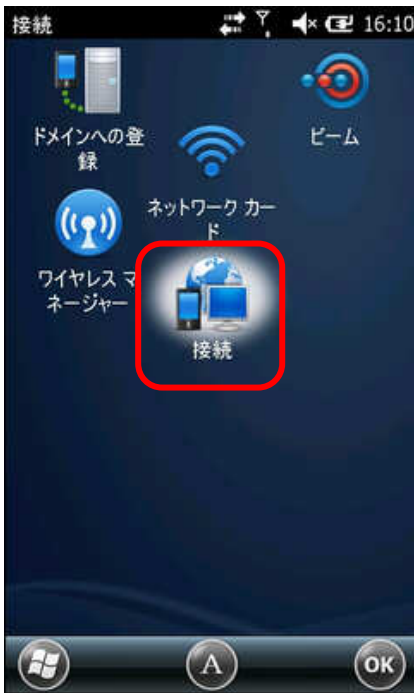 接続 16:10
ドメインへの登
録
ビーム
ネットワーク カー
ド
ワイヤレス マ
ネージャー
接続
A
OK